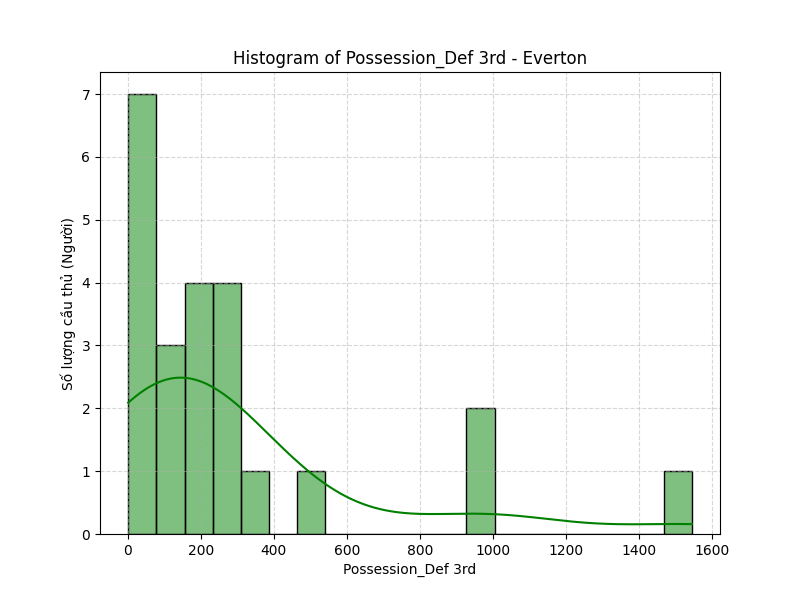 Histogram of Possession_Def 3rd - Everton
Số lượng cầu thủ (Người)
7
6
5
4
3
2
1
0
0 200 400 600 800 1000 1200 1400 1600
Possession_Def 3rd